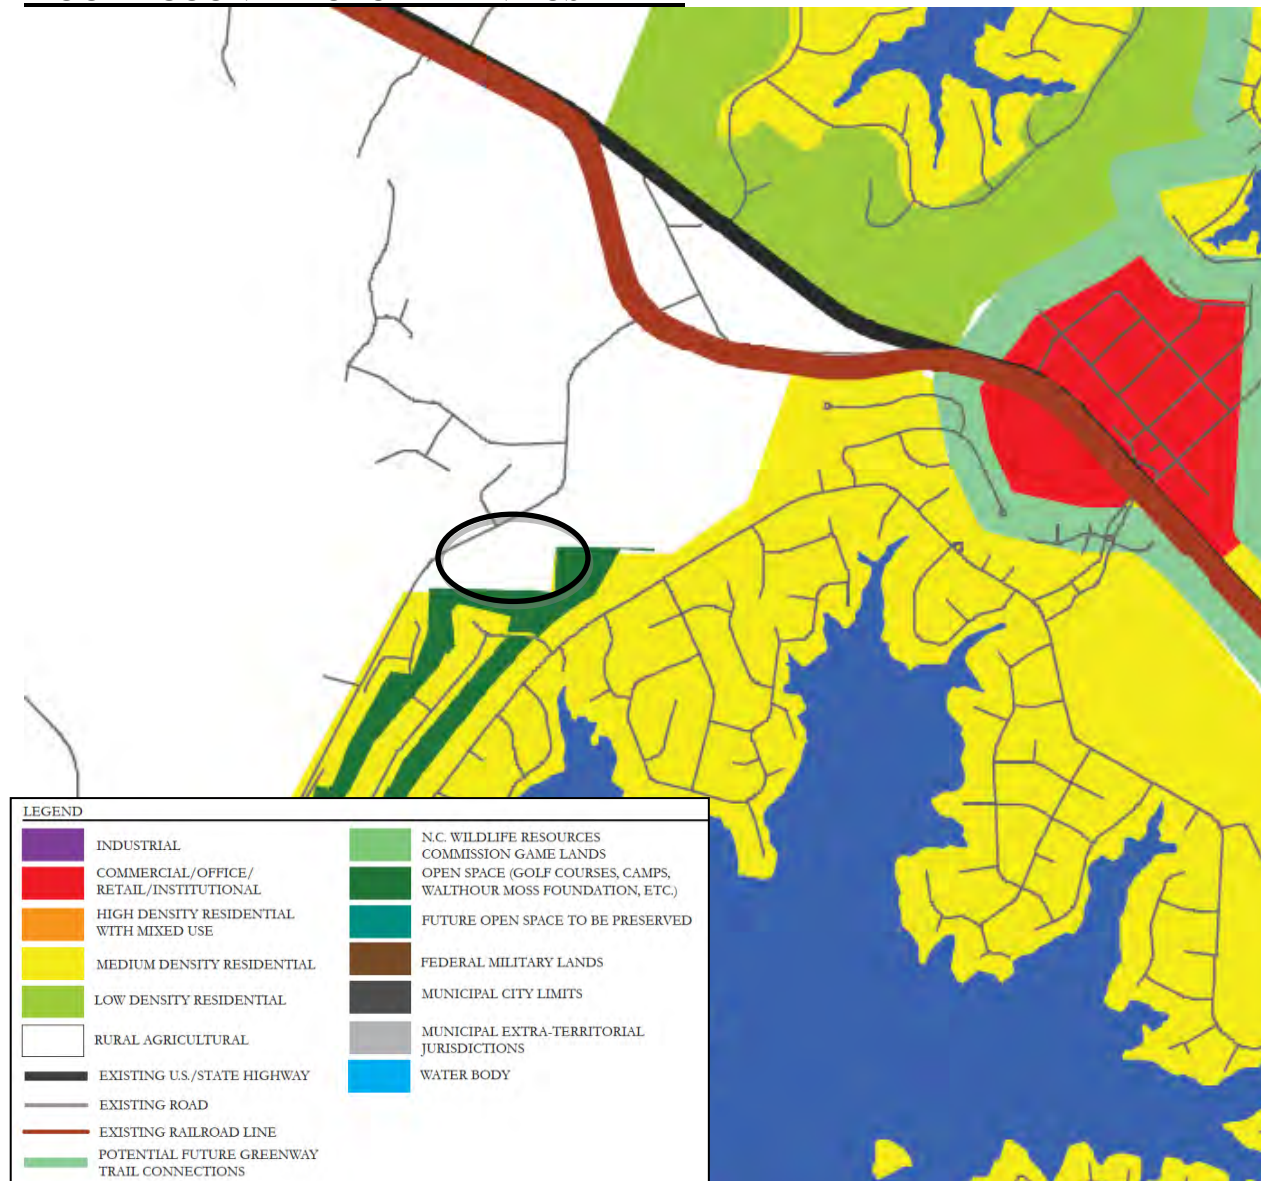 LEGEND
INDUSTRIAL
COMMERCIAL/OFFICE/
RETAIL/INSTITUTIONAL
HIGH DENSITY RESIDENTIAL
WITH MIXED USE
MEDIUM DENSITY RESIDENTIAL
LOW DENSITY RESIDENTIAL
RURAL AGRICULTURAL
EXISTING U.S./STATE HIGHWAY
EXISTING ROAD
EXISTING RAILROAD LINE
POTENTIAL FUTURE GREENWAY
TRAIL CONNECTIONS
N.C. WILDLIFE RESOURCES
COMMISSION GAME LANDS
OPEN SPACE (GOLF COURSES, CAMPS,
WALTHOUR MOSS FOUNDATION, ETC.)
FUTURE OPEN SPACE TO BE PRESERVED
FEDERAL MILITARY LANDS
MUNICIPAL CITY LIMITS
MUNICIPAL EXTRA-TERRITORIAL
JURISDICTIONS
WATER BODY